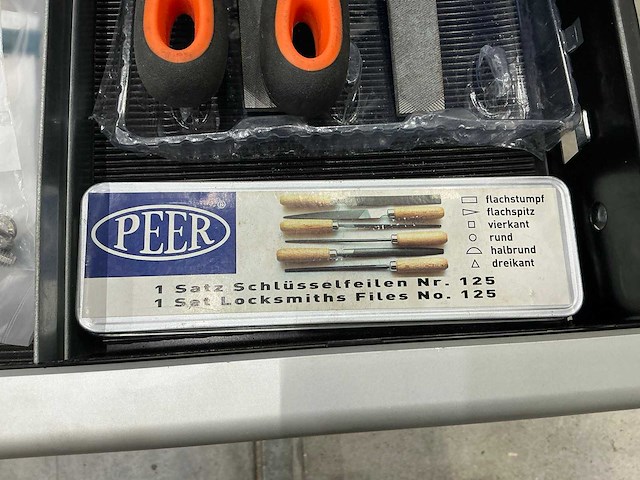 PEER®
flachstumpf
flachspitz
vierkant
rund
halbrund
dreikant
1 Satz Schlüsselfeilen Nr. 125
1 Set Locksmiths Files No. 125